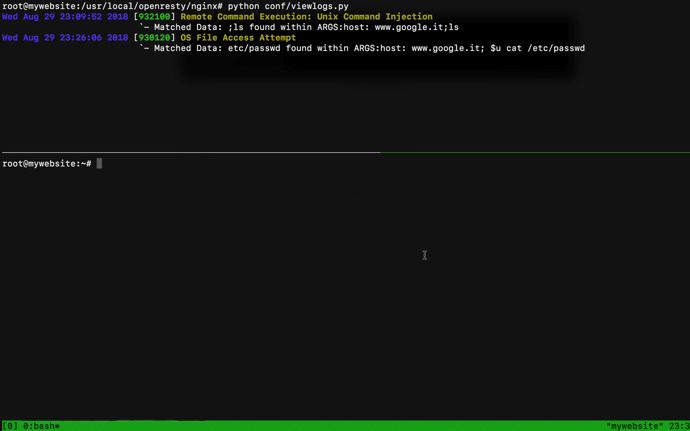 root@mywebsite:/usr/local/openresty/nginx# python conf/viewlogs.py
Wed Aug 29 23:09:52 2018 [932100] Remote Command Execution: Unix Command Injection
`- Matched Data: ;ls found within ARGS:host: www.google.it;ls
Wed Aug 29 23:26:06 2018 [930120] OS File Access Attempt
`- Matched Data: etc/passwd found within ARGS:host: www.google.it; $u cat /etc/passwd
root@mywebsite:~#
[0] 0:bash* "mywebsite" 23:3